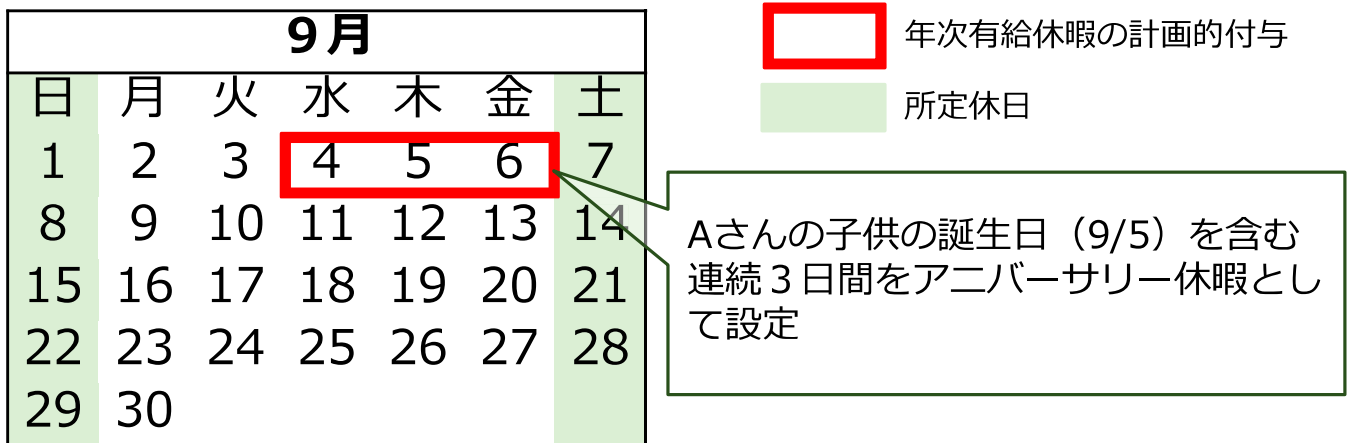 9月
日 月 火 水 木 金 土
1 2 3 4 5 6 7
8 9 10 11 12 13 14
15 16 17 18 19 20 21
22 23 24 25 26 27 28
29 30
年次有給休暇の計画的付与
所定休日
Aさんの子供の誕生日（9/5）を含む
連続３日間をアニバーサリー休暇とし
て設定